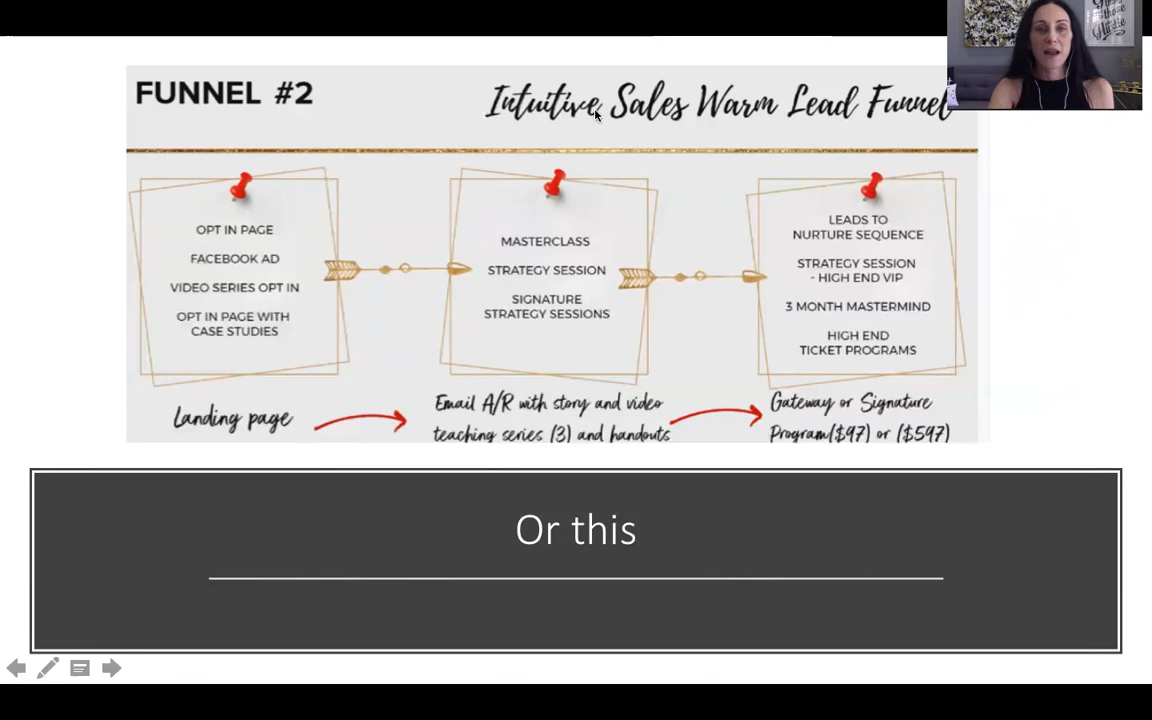 FUNNEL #2
Intuitive Sales Warm Lead Funnel
OPT IN PAGE
FACEBOOK AD
VIDEO SERIES OPT IN
OPT IN PAGE WITH
CASE STUDIES
MASTERCLASS
STRATEGY SESSION
SIGNATURE
STRATEGY SESSIONS
LEADS TO
NURTURE SEQUENCE
STRATEGY SESSION
- HIGH END VIP
3 MONTH MASTERMIND
HIGH END
TICKET PROGRAMS
Landing page
Email A/R with story and video
teaching series (3) and handouts
Gateway or Signature
Program($97) or ($597)
Or this